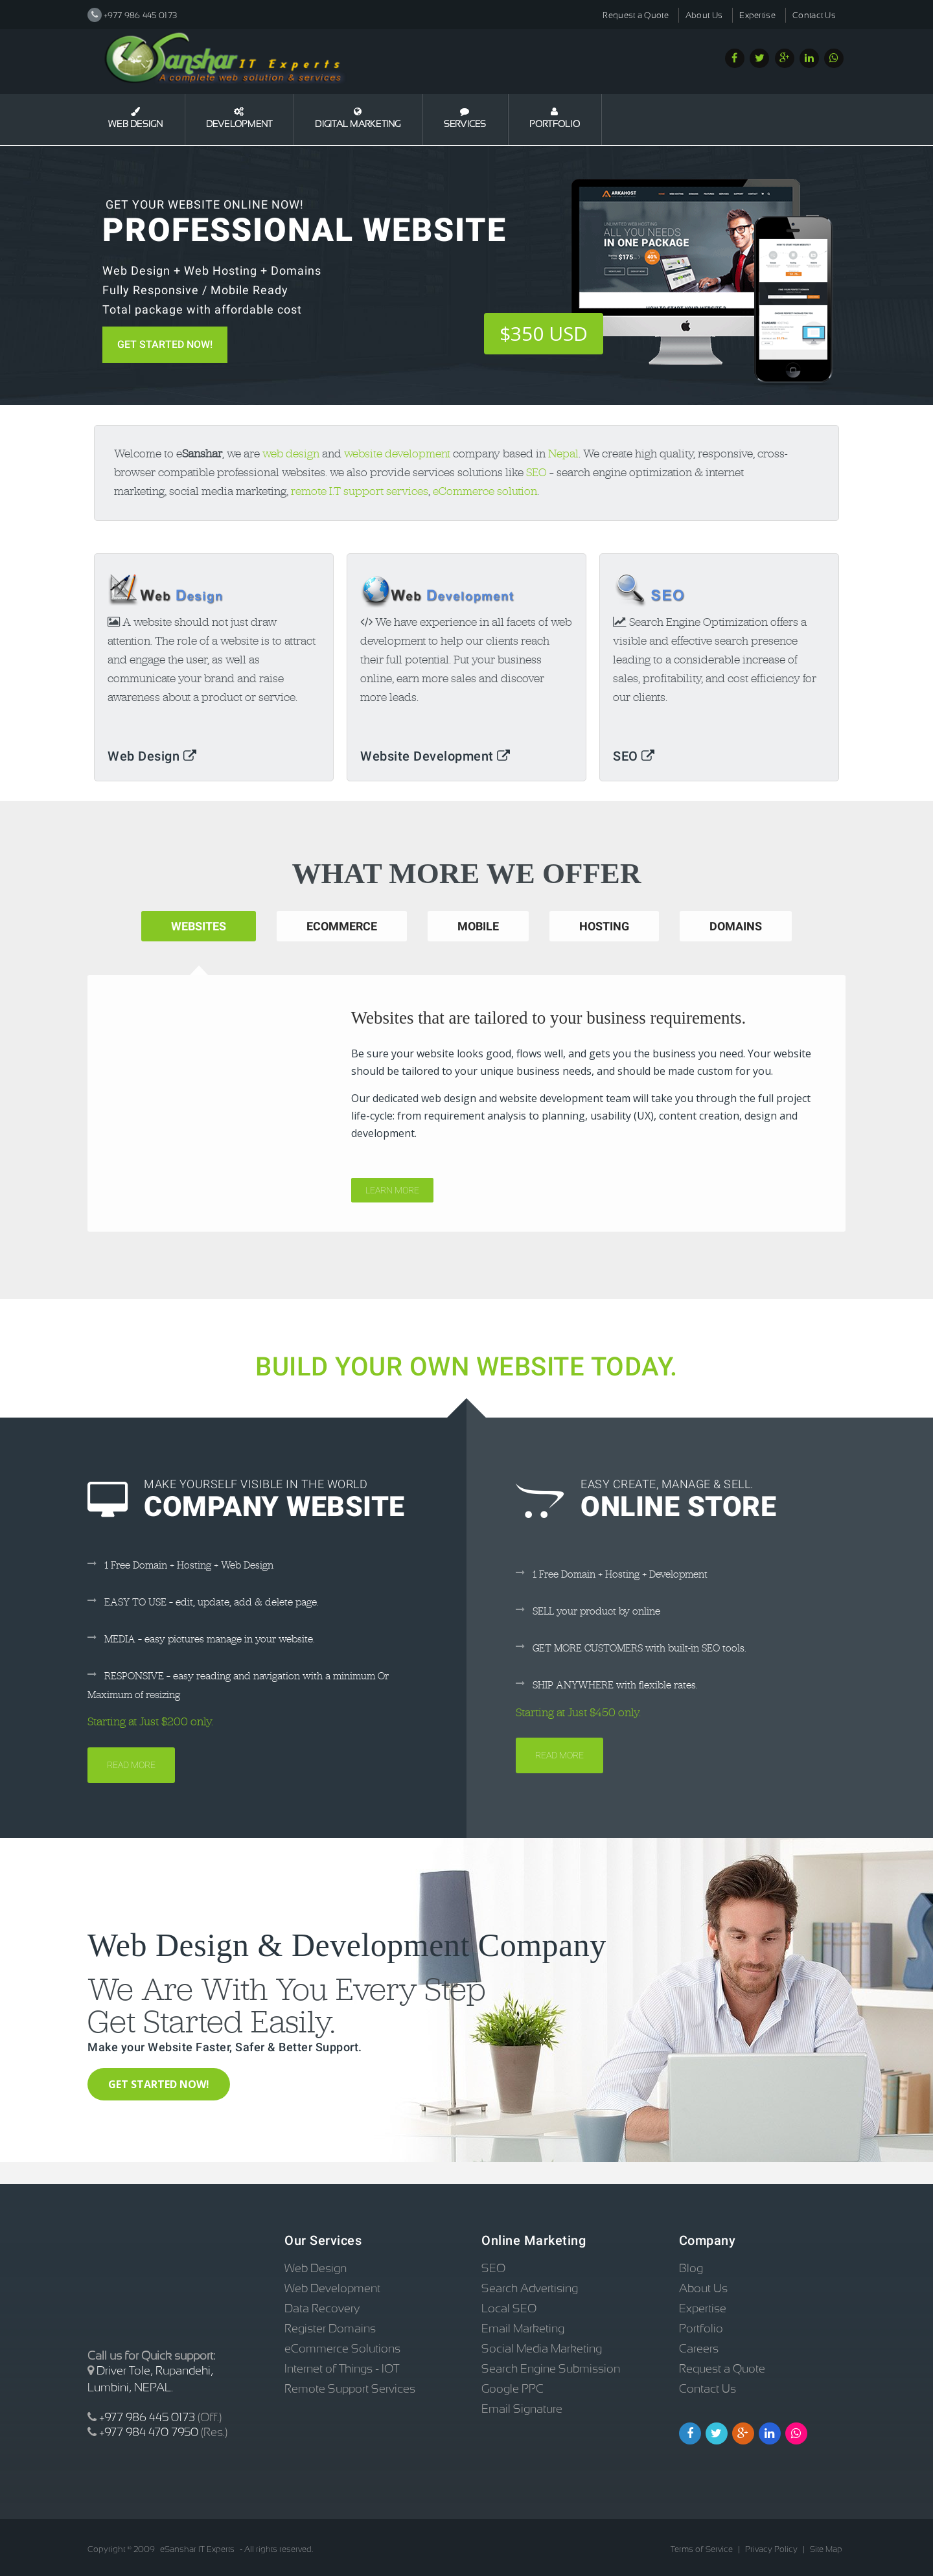 +977 986 445 0173
Request a Quote About Us Expertise Contact Us
Sanshar IT Experts
A complete web solution & services
WEB DESIGN DEVELOPMENT DIGITAL MARKETING SERVICES PORTFOLIO
GET YOUR WEBSITE ONLINE NOW!
PROFESSIONAL WEBSITE
Web Design + Web Hosting + Domains
Fully Responsive / Mobile Ready
Total package with affordable cost
GET STARTED NOW!
ARKAHOST
UNLIMITED WEB HOSTING
ALL YOU NEEDS
IN ONE PACKAGE
$175
$350 USD
Welcome to eSanshar, we are web design and website development company based in Nepal. We create high quality, responsive, cross-
browser compatible professional websites. we also provide services solutions like SEO – search engine optimization & internet
marketing, social media marketing, remote I.T support services, eCommerce solution.
Web Design
A website should not just draw
attention. The role of a website is to attract
and engage the user, as well as
communicate your brand and raise
awareness about a product or service.
Web Design
Web Development
We have experience in all facets of web
development to help our clients reach
their full potential. Put your business
online, earn more sales and discover
more leads.
Website Development
SEO
Search Engine Optimization offers a
visible and effective search presence
leading to a considerable increase of
sales, profitability, and cost efficiency for
our clients.
SEO
WHAT MORE WE OFFER
WEBSITES ECOMMERCE MOBILE HOSTING DOMAINS
Websites that are tailored to your business requirements.
Be sure your website looks good, flows well, and gets you the business you need. Your website
should be tailored to your unique business needs, and should be made custom for you.
Our dedicated web design and website development team will take you through the full project
life-cycle: from requirement analysis to planning, usability (UX), content creation, design and
development.
LEARN MORE
BUILD YOUR OWN WEBSITE TODAY.
MAKE YOURSELF VISIBLE IN THE WORLD
COMPANY WEBSITE
1 Free Domain + Hosting + Web Design
EASY TO USE – edit, update, add & delete page.
MEDIA – easy pictures manage in your website.
RESPONSIVE – easy reading and navigation with a minimum Or
Maximum of resizing
Starting at Just $200 only.
READ MORE
EASY CREATE, MANAGE & SELL.
ONLINE STORE
1 Free Domain + Hosting + Development
SELL your product by online
GET MORE CUSTOMERS with built-in SEO tools.
SHIP ANYWHERE with flexible rates.
Starting at Just $450 only.
READ MORE
Web Design & Development Company
We Are With You Every Step
Get Started Easily.
Make your Website Faster, Safer & Better Support.
GET STARTED NOW!
Call us for Quick support:
Driver Tole, Rupandehi,
Lumbini, NEPAL.
+977 986 445 0173 (Off.)
+977 984 470 7950 (Res.)
Our Services
Web Design
Web Development
Data Recovery
Register Domains
eCommerce Solutions
Internet of Things - IOT
Remote Support Services
Online Marketing
SEO
Search Advertising
Local SEO
Email Marketing
Social Media Marketing
Search Engine Submission
Google PPC
Email Signature
Company
Blog
About Us
Expertise
Portfolio
Careers
Request a Quote
Contact Us
Copyright © 2009 eSanshar IT Experts - All rights reserved.
Terms of Service | Privacy Policy | Site Map